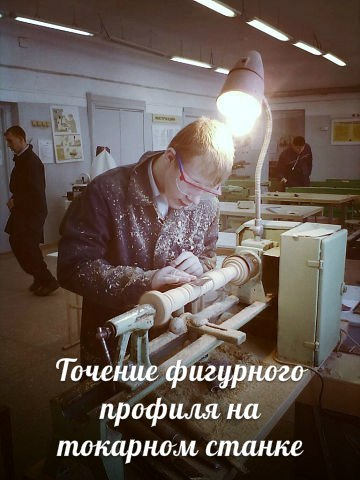 Точение фигурного
профиля на
токарном станке